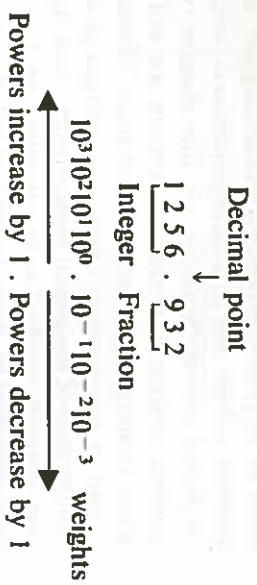 Decimal point
↓
1 2 5 6 . 9 3 2
Integer Fraction
10³10²10¹10⁰ . 10⁻¹10⁻²10⁻³ weights
Powers increase by 1 . Powers decrease by 1